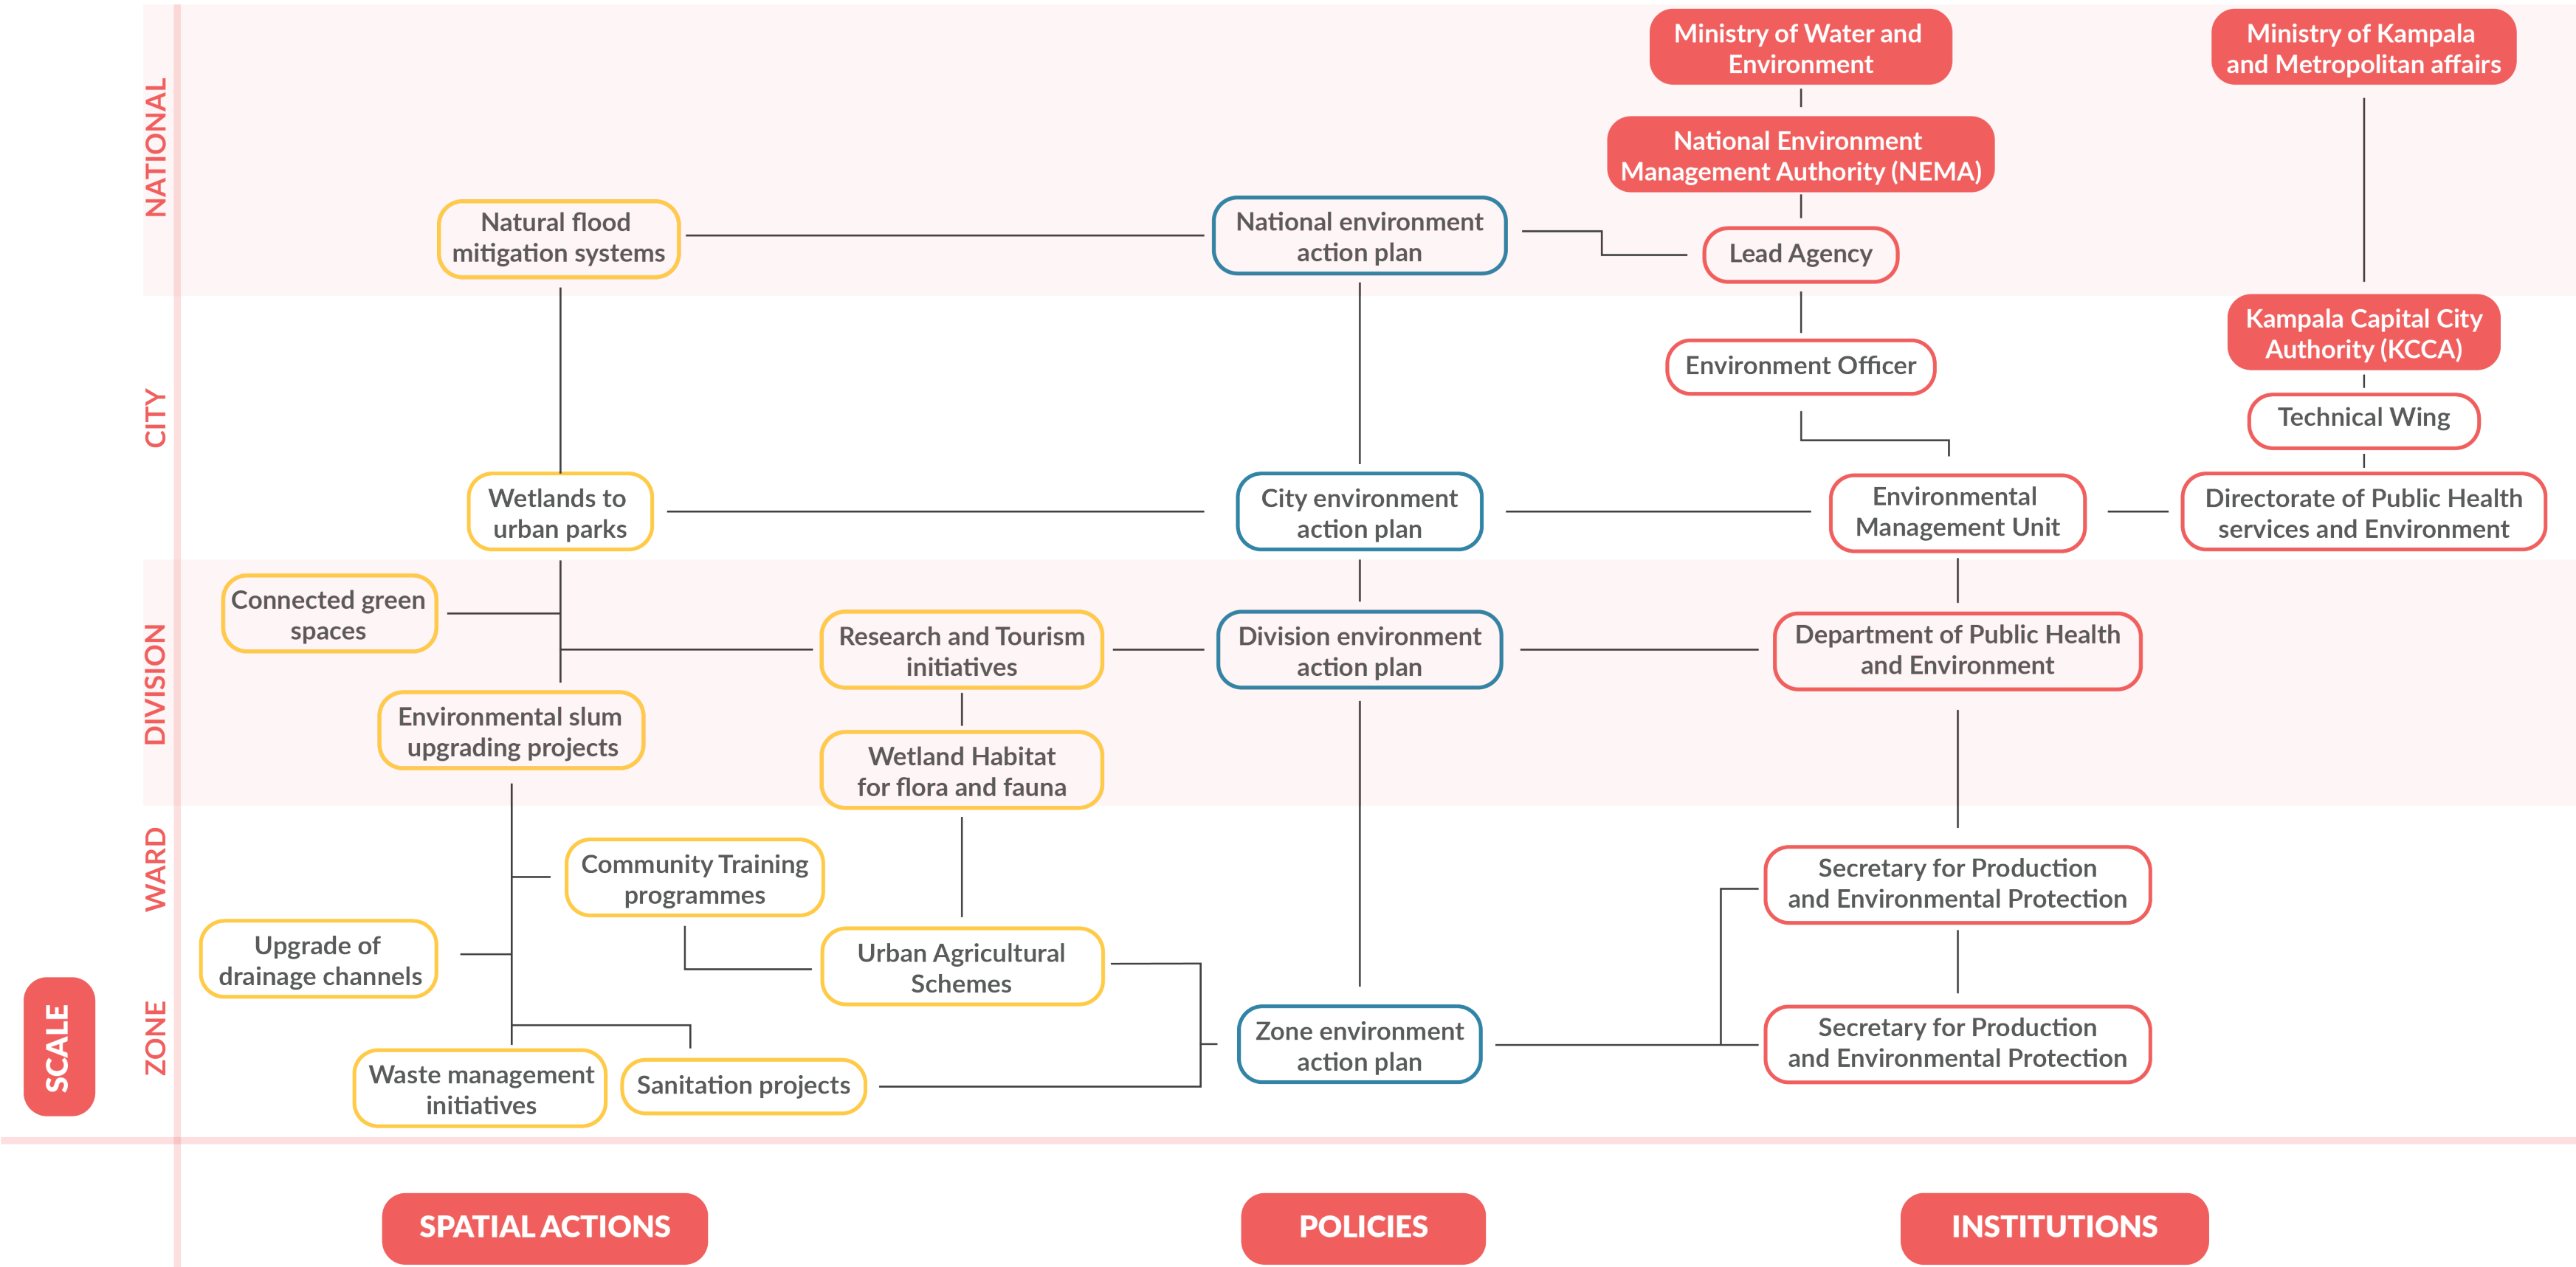 NATIONAL
Ministry of Water and
Environment
Ministry of Kampala
and Metropolitan affairs
National Environment
Management Authority (NEMA)
Natural flood
mitigation systems
National environment
action plan
Lead Agency
CITY
Kampala Capital City
Authority (KCCA)
Environment Officer
Technical Wing
Wetlands to
urban parks
City environment
action plan
Environmental
Management Unit
Directorate of Public Health
services and Environment
DIVISION
Connected green
spaces
Research and Tourism
initiatives
Division environment
action plan
Department of Public Health
and Environment
Environmental slum
upgrading projects
Wetland Habitat
for flora and fauna
WARD
Community Training
programmes
Secretary for Production
and Environmental Protection
Upgrade of
drainage channels
Urban Agricultural
Schemes
SCALE
ZONE
Zone environment
action plan
Secretary for Production
and Environmental Protection
Waste management
initiatives
Sanitation projects
SPATIAL ACTIONS
POLICIES
INSTITUTIONS